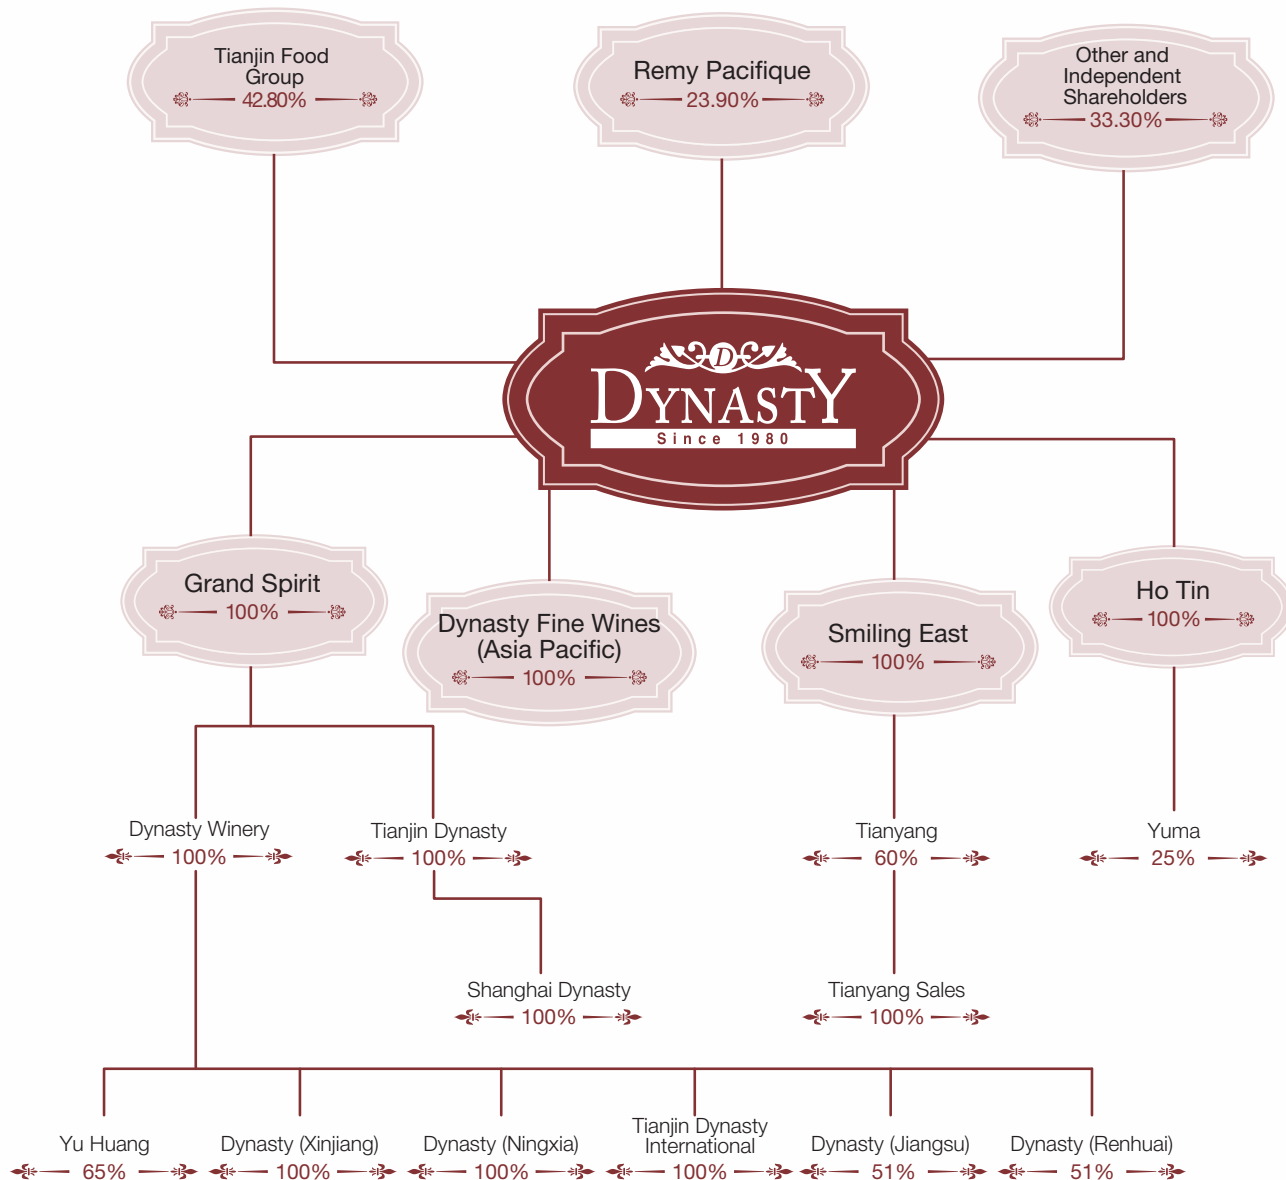 Tianjin Food
Group
42.80%
Remy Pacifique
23.90%
Other and
Independent
Shareholders
33.30%
D
DYNASTY
Since 1980
Grand Spirit
100%
Dynasty Fine Wines
(Asia Pacific)
100%
Smiling East
100%
Ho Tin
100%
Dynasty Winery
100%
Tianjin Dynasty
100%
Tianyang
60%
Yuma
25%
Shanghai Dynasty
100%
Tianyang Sales
100%
Yu Huang
65%
Dynasty (Xinjiang)
100%
Dynasty (Ningxia)
100%
Tianjin Dynasty
International
100%
Dynasty (Jiangsu)
51%
Dynasty (Renhuai)
51%